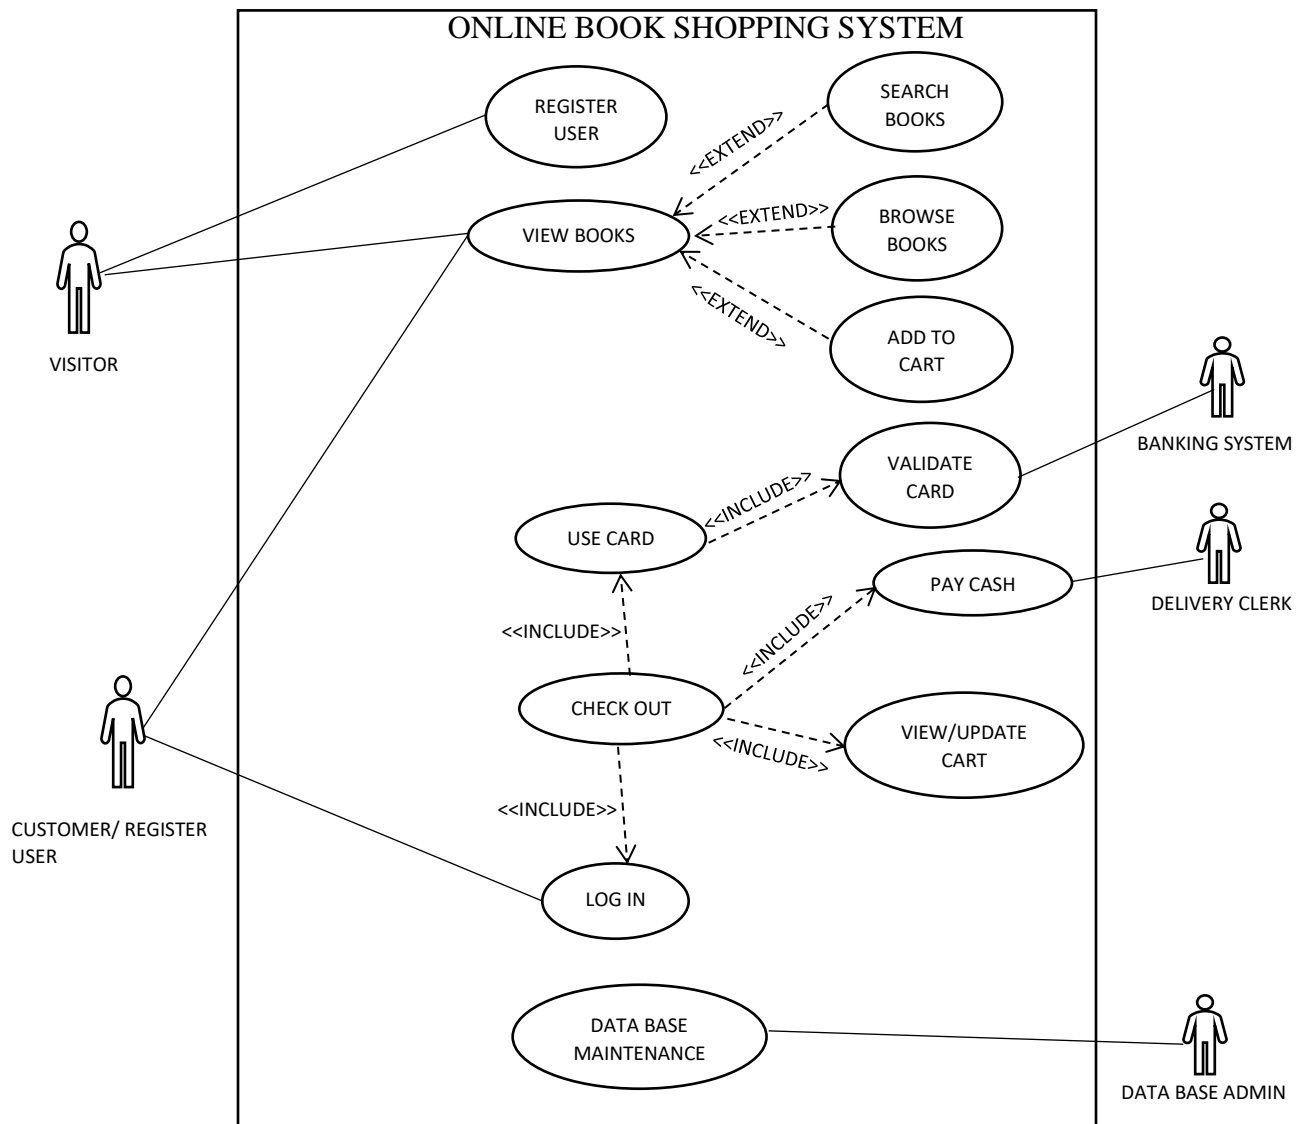 ONLINE BOOK SHOPPING SYSTEM
REGISTER
USER
SEARCH
BOOKS
<<EXTEND>>
VIEW BOOKS
<<EXTEND>>
BROWSE
BOOKS
<<EXTEND>>
ADD TO
CART
VISITOR
BANKING SYSTEM
VALIDATE
CARD
<<INCLUDE>>
USE CARD
PAY CASH
DELIVERY CLERK
<<INCLUDE>>
<<INCLUDE>>
CHECK OUT
VIEW/UPDATE
CART
<<INCLUDE>>
<<INCLUDE>>
CUSTOMER/ REGISTER
USER
LOG IN
DATA BASE
MAINTENANCE
DATA BASE ADMIN